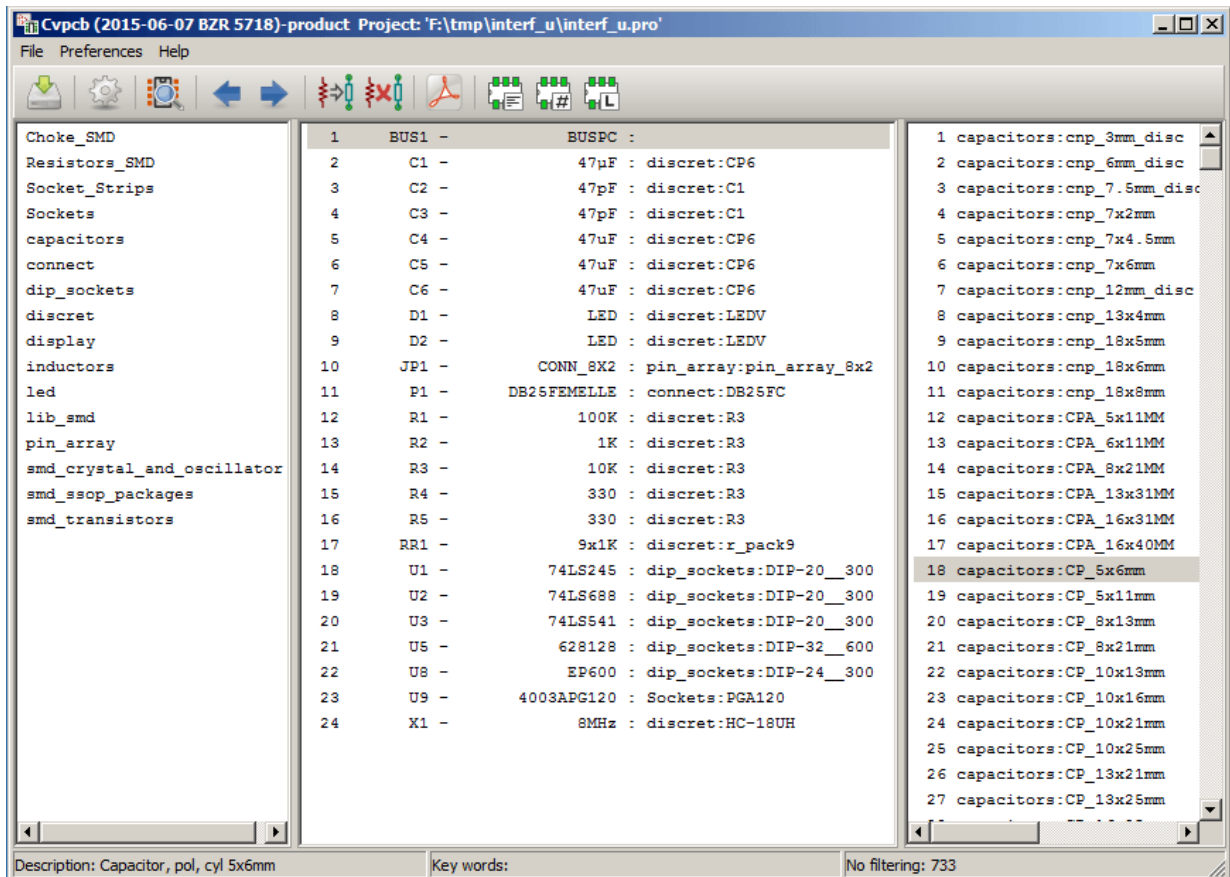 Cvpcb (2015-06-07 BZR 5718)-product Project: 'F:\tmp\interf_u\interf_u.pro'
File Preferences Help
#
L
Choke_SMD
Resistors_SMD
Socket_Strips
Sockets
capacitors
connect
dip_sockets
discret
display
inductors
led
lib_smd
pin_array
smd_crystal_and_oscillator
smd_ssop_packages
smd_transistors
1 BUS1 - BUSPC :
2 C1 - 47µF : discret:CP6
3 C2 - 47pF : discret:C1
4 C3 - 47pF : discret:C1
5 C4 - 47uF : discret:CP6
6 C5 - 47uF : discret:CP6
7 C6 - 47uF : discret:CP6
8 D1 - LED : discret:LEDV
9 D2 - LED : discret:LEDV
10 JP1 - CONN_8X2 : pin_array:pin_array_8x2
11 P1 - DB25FEMELLE : connect:DB25FC
12 R1 - 100K : discret:R3
13 R2 - 1K : discret:R3
14 R3 - 10K : discret:R3
15 R4 - 330 : discret:R3
16 R5 - 330 : discret:R3
17 RR1 - 9x1K : discret:r_pack9
18 U1 - 74LS245 : dip_sockets:DIP-20__300
19 U2 - 74LS688 : dip_sockets:DIP-20__300
20 U3 - 74LS541 : dip_sockets:DIP-20__300
21 U5 - 628128 : dip_sockets:DIP-32__600
22 U8 - EP600 : dip_sockets:DIP-24__300
23 U9 - 4003APG120 : Sockets:PGA120
24 X1 - 8MHz : discret:HC-18UH
1 capacitors:cnp_3mm_disc
2 capacitors:cnp_6mm_disc
3 capacitors:cnp_7.5mm_disc
4 capacitors:cnp_7x2mm
5 capacitors:cnp_7x4.5mm
6 capacitors:cnp_7x6mm
7 capacitors:cnp_12mm_disc
8 capacitors:cnp_13x4mm
9 capacitors:cnp_18x5mm
10 capacitors:cnp_18x6mm
11 capacitors:cnp_18x8mm
12 capacitors:CPA_5x11MM
13 capacitors:CPA_6x11MM
14 capacitors:CPA_8x21MM
15 capacitors:CPA_13x31MM
16 capacitors:CPA_16x31MM
17 capacitors:CPA_16x40MM
18 capacitors:CP_5x6mm
19 capacitors:CP_5x11mm
20 capacitors:CP_8x13mm
21 capacitors:CP_8x21mm
22 capacitors:CP_10x13mm
23 capacitors:CP_10x16mm
24 capacitors:CP_10x21mm
25 capacitors:CP_10x25mm
26 capacitors:CP_13x21mm
27 capacitors:CP_13x25mm
Description: Capacitor, pol, cyl 5x6mm
Key words:
No filtering: 733